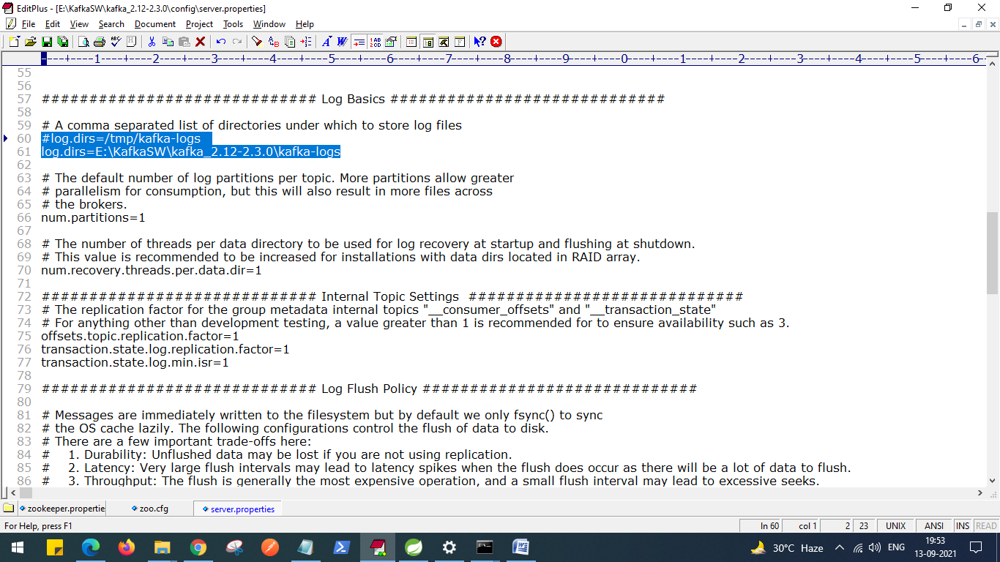 EditPlus - [E:\KafkaSW\kafka_2.12-2.3.0\config\server.properties]
File Edit View Search Document Project Tools Window Help
----+----1----+----2----+----3----+----4----+----5----+----6----+----7----+----8----+----9----+----0----+----1----+----2----+----3----+----4----+----5----+----6--
55
56
57 ############################# Log Basics #############################
58
59 # A comma separated list of directories under which to store log files
60 #log.dirs=/tmp/kafka-logs
61 log.dirs=E:\KafkaSW\kafka_2.12-2.3.0\kafka-logs
62
63 # The default number of log partitions per topic. More partitions allow greater
64 # parallelism for consumption, but this will also result in more files across
65 # the brokers.
66 num.partitions=1
67
68 # The number of threads per data directory to be used for log recovery at startup and flushing at shutdown.
69 # This value is recommended to be increased for installations with data dirs located in RAID array.
70 num.recovery.threads.per.data.dir=1
71
72 ############################# Internal Topic Settings #############################
73 # The replication factor for the group metadata internal topics "__consumer_offsets" and "__transaction_state"
74 # For anything other than development testing, a value greater than 1 is recommended for to ensure availability such as 3.
75 offsets.topic.replication.factor=1
76 transaction.state.log.replication.factor=1
77 transaction.state.log.min.isr=1
78
79 ############################# Log Flush Policy #############################
80
81 # Messages are immediately written to the filesystem but by default we only fsync() to sync
82 # the OS cache lazily. The following configurations control the flush of data to disk.
83 # There are a few important trade-offs here:
84 # 1. Durability: Unflushed data may be lost if you are not using replication.
85 # 2. Latency: Very large flush intervals may lead to latency spikes when the flush does occur as there will be a lot of data to flush.
86 # 3. Throughput: The flush is generally the most expensive operation, and a small flush interval may lead to excessive seeks.
zookeeper.propertie zoo.cfg server.properties
For Help, press F1 ln 60 col 1 2 23 UNIX ANSI INS READ
30°C Haze ENG 19:53
13-09-2021